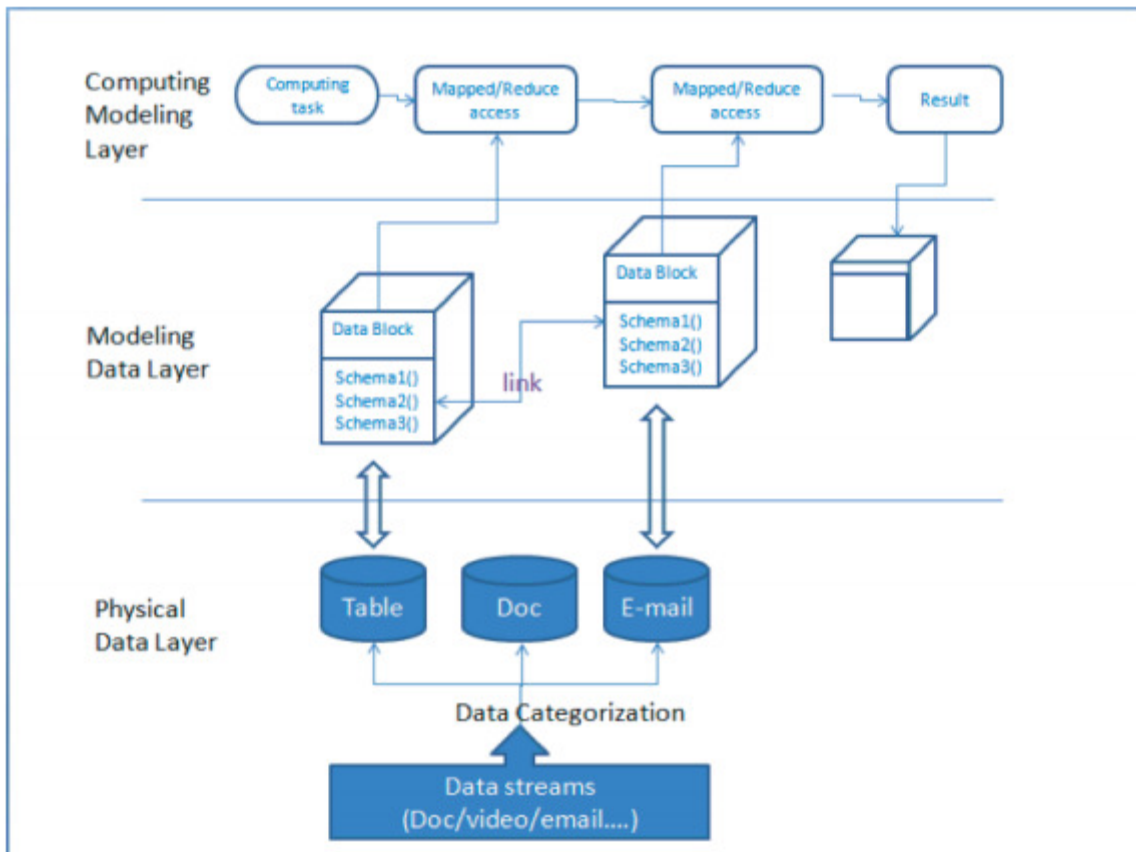 Computing
Modeling
Layer
Computing
task
Mapped/Reduce
access
Mapped/Reduce
access
Result
Modeling
Data Layer
Data Block
Schema1()
Schema2()
Schema3()
link
Data Block
Schema1()
Schema2()
Schema3()
Physical
Data Layer
Table
Doc
E-mail
Data Categorization
Data streams
(Doc/video/email....)